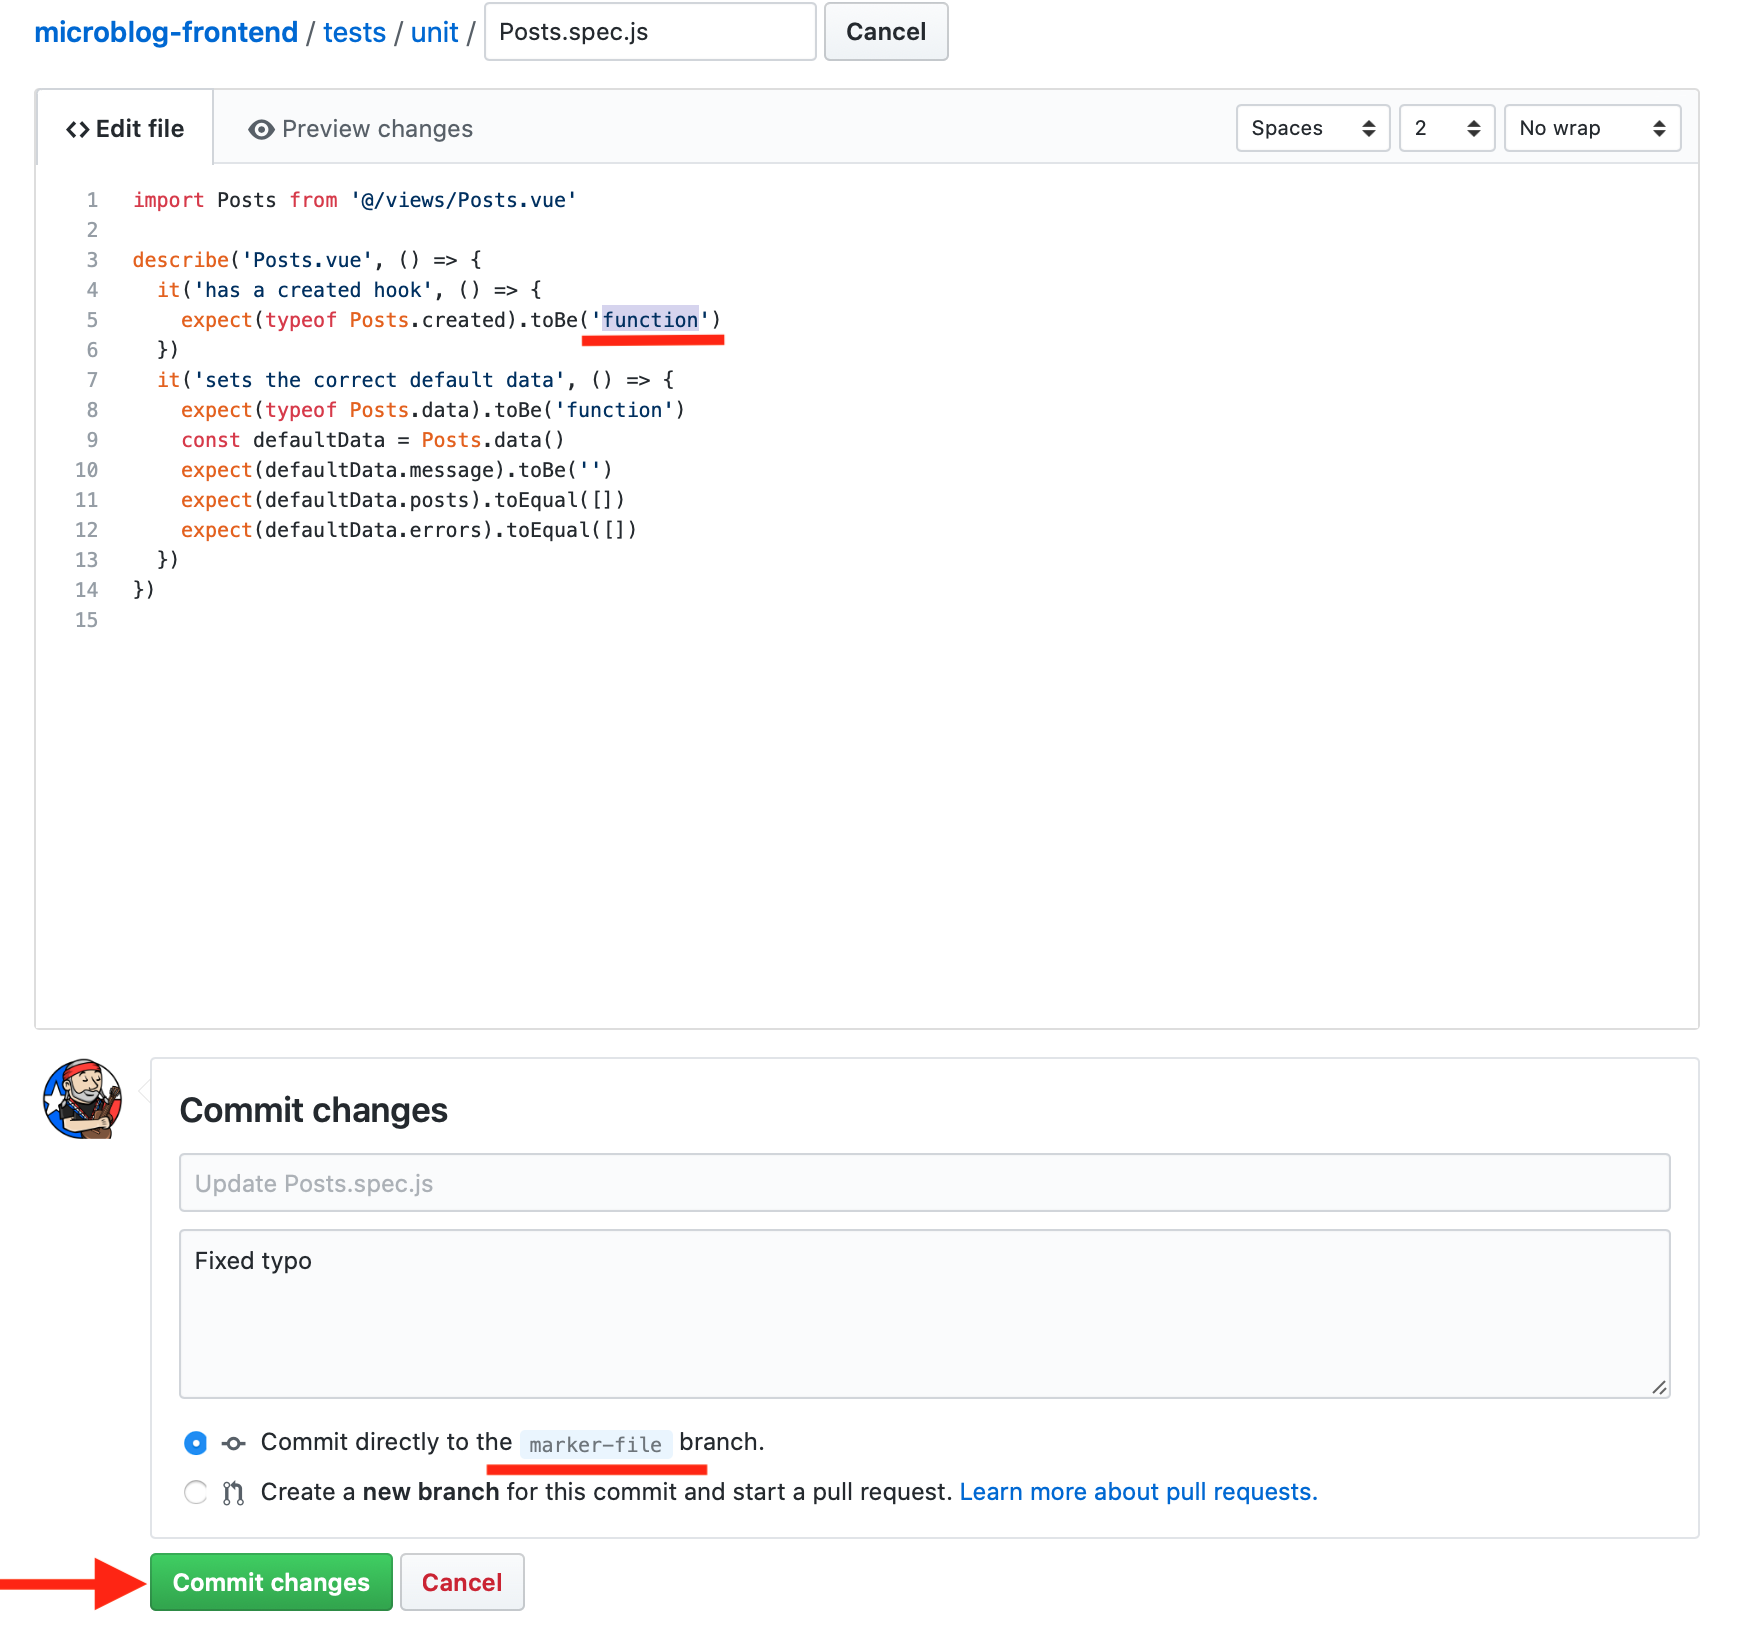 microblog-frontend / tests / unit / Posts.spec.js Cancel
<> Edit file Preview changes Spaces 2 No wrap
1 import Posts from '@/views/Posts.vue'
2
3 describe('Posts.vue', () => {
4   it('has a created hook', () => {
5     expect(typeof Posts.created).toBe('function')
6   })
7   it('sets the correct default data', () => {
8     expect(typeof Posts.data).toBe('function')
9     const defaultData = Posts.data()
10     expect(defaultData.message).toBe('')
11     expect(defaultData.posts).toEqual([])
12     expect(defaultData.errors).toEqual([])
13   })
14 })
15
Commit changes
Update Posts.spec.js
Fixed typo
Commit directly to the marker-file branch.
Create a new branch for this commit and start a pull request. Learn more about pull requests.
Commit changes Cancel